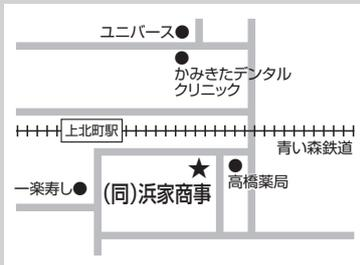 ユニバース
かみきたデンタル
クリニック
上北町駅
青い森鉄道
一楽寿し
(同)浜家商事
高橋薬局